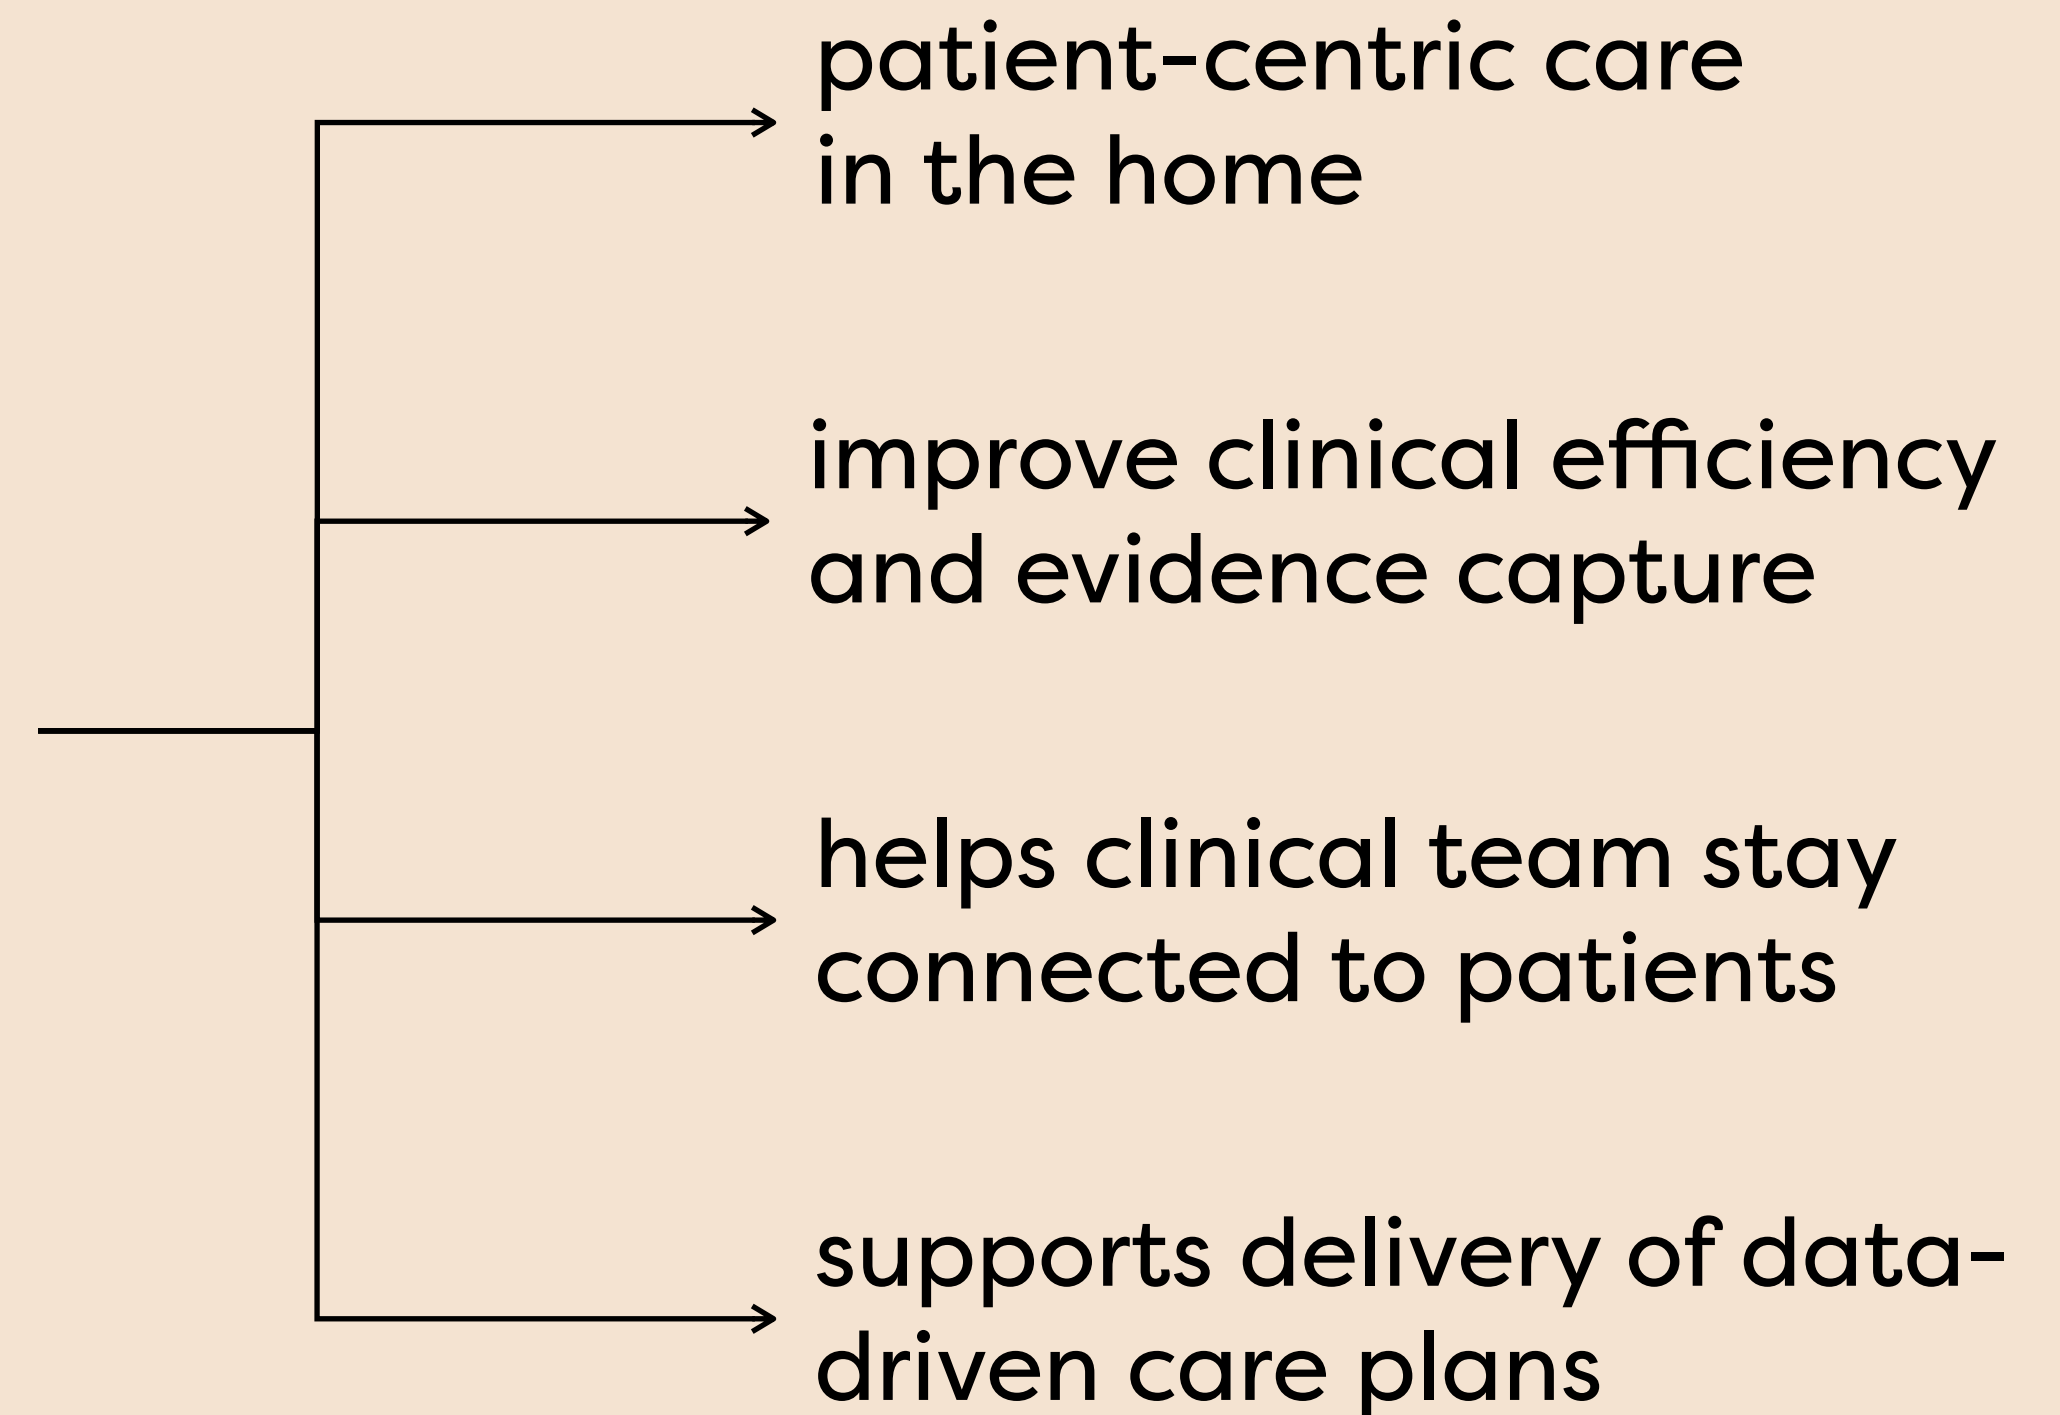 patient-centric care
in the home
improve clinical efficiency
and evidence capture
helps clinical team stay
connected to patients
supports delivery of data-
driven care plans